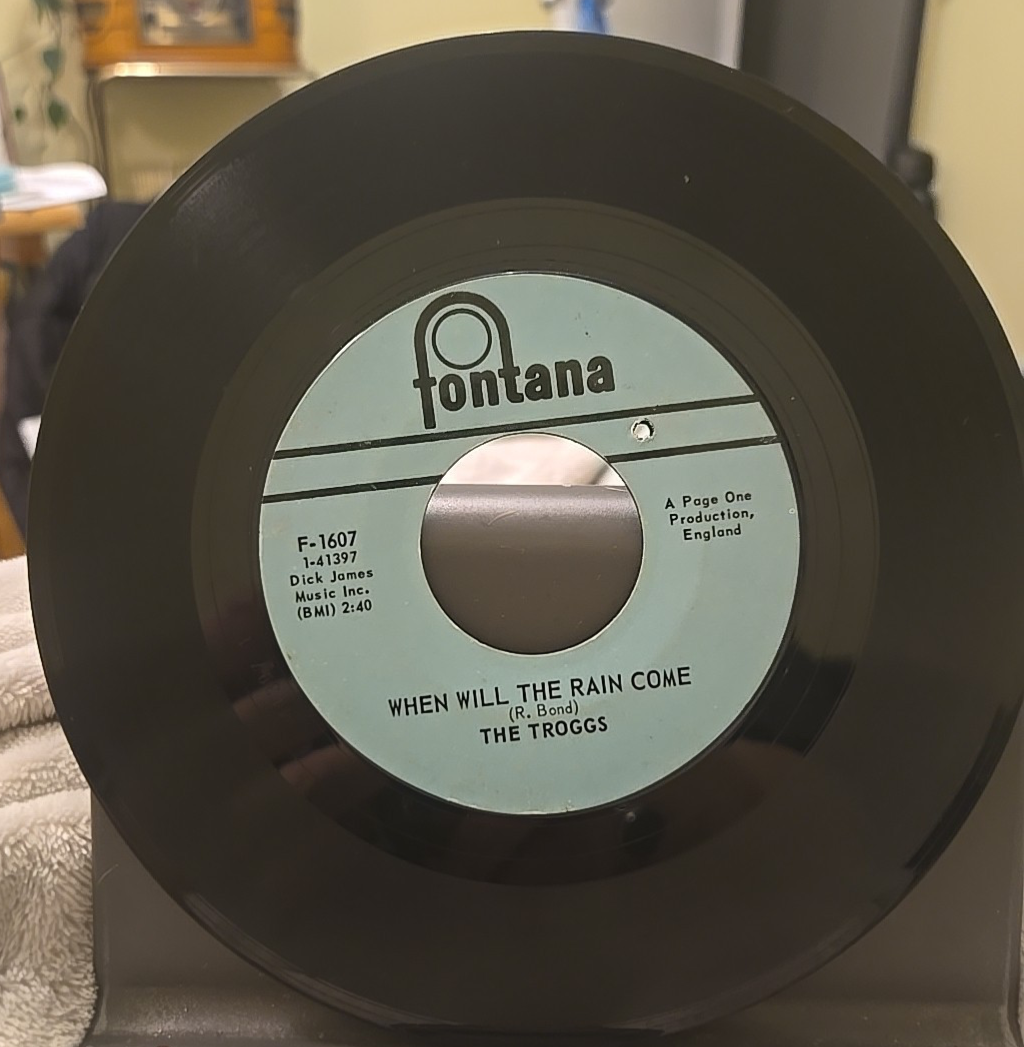 fontana
A Page One
Production,
England
F-1607
1-41397
Dick James
Music Inc.
(BMI) 2:40
WHEN WILL THE RAIN COME
(R. Bond)
THE TROGGS